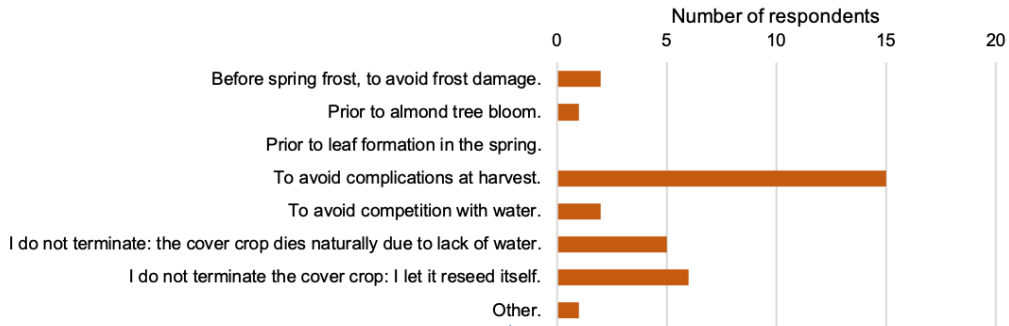 Number of respondents
0 5 10 15 20
Before spring frost, to avoid frost damage.
Prior to almond tree bloom.
Prior to leaf formation in the spring.
To avoid complications at harvest.
To avoid competition with water.
I do not terminate: the cover crop dies naturally due to lack of water.
I do not terminate the cover crop: I let it reseed itself.
Other.